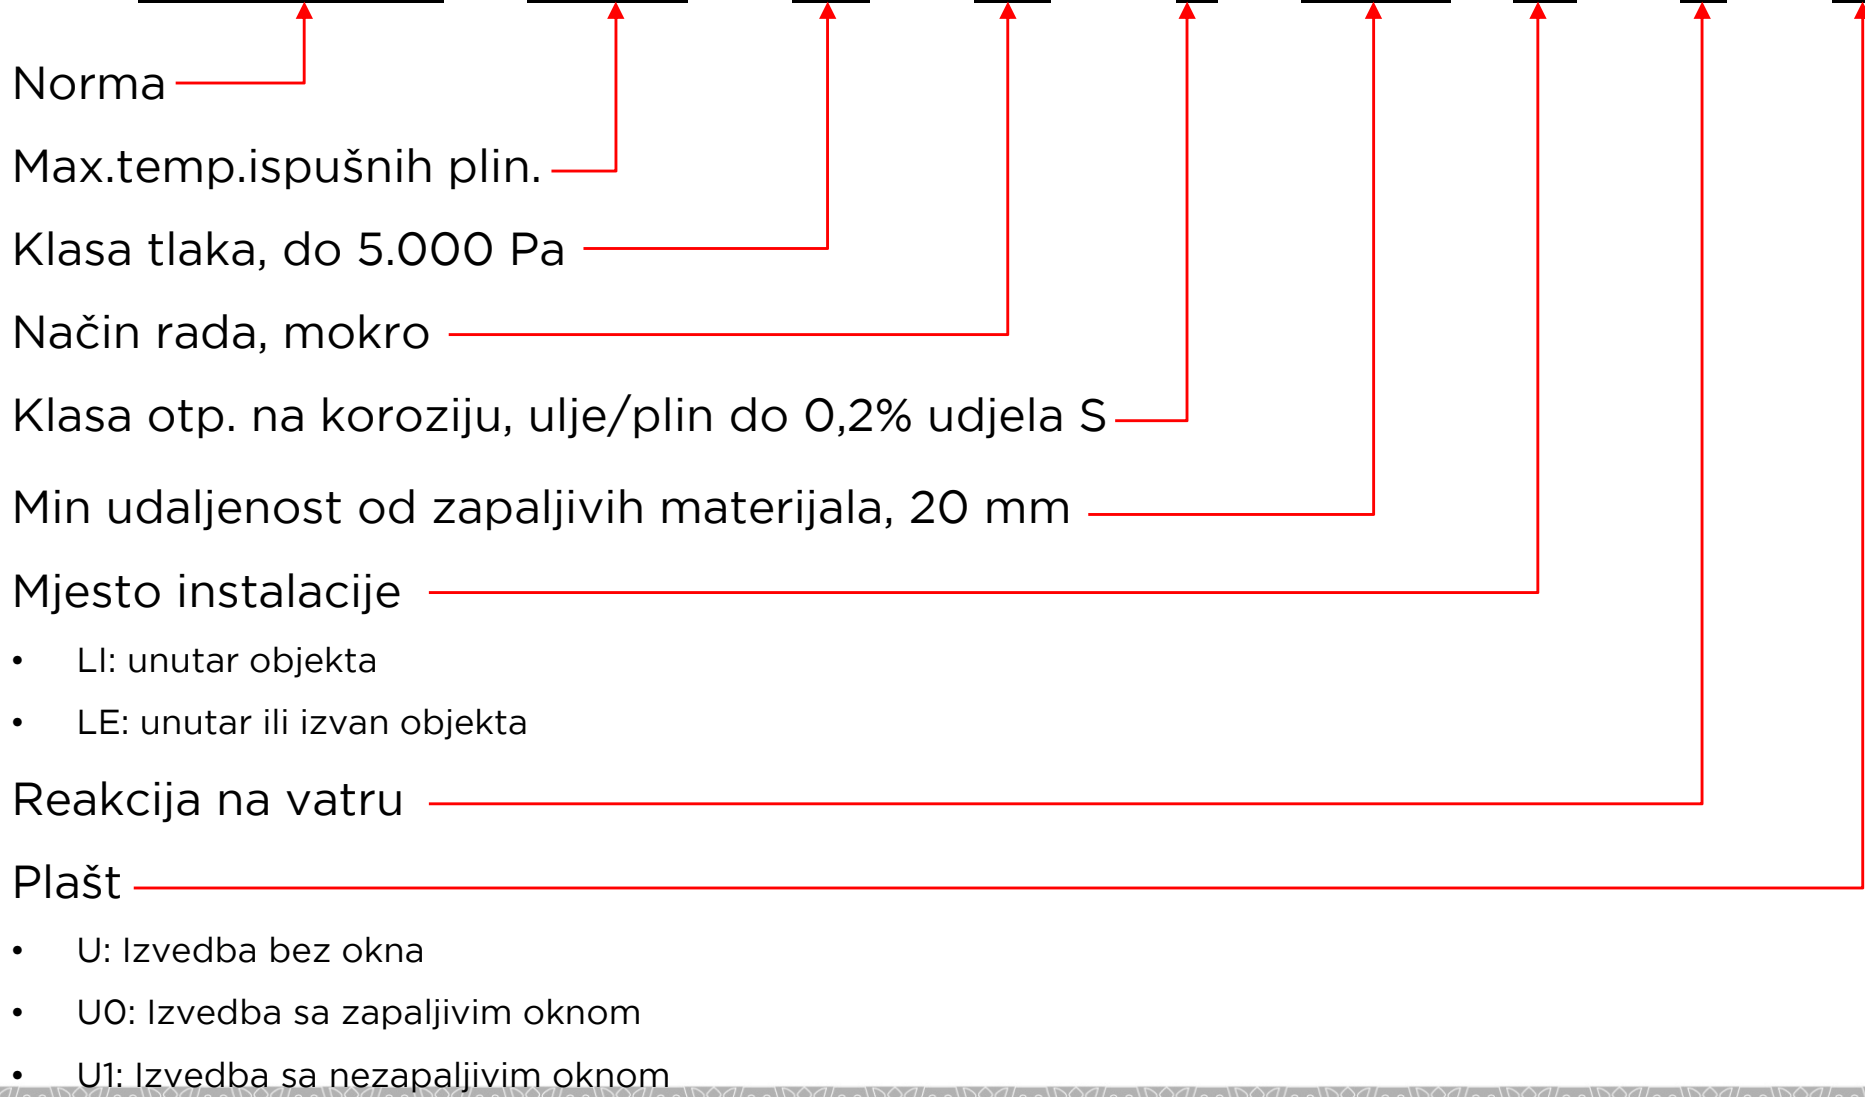 Norma
Max.temp.ispušnih plin.
Klasa tlaka, do 5.000 Pa
Način rada, mokro
Klasa otp. na koroziju, ulje/plin do 0,2% udjela S
Min udaljenost od zapaljivih materijala, 20 mm
Mjesto instalacije
• LI: unutar objekta
• LE: unutar ili izvan objekta
Reakcija na vatru
Plašt
• U: Izvedba bez okna
• U0: Izvedba sa zapaljivim oknom
• U1: Izvedba sa nezapaljivim oknom